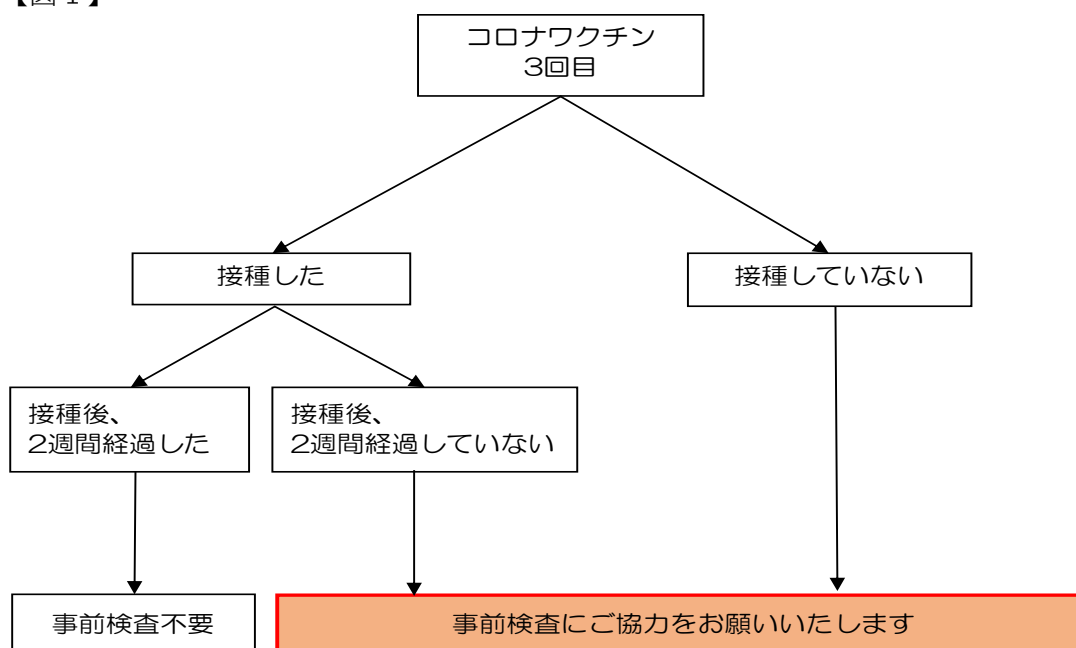 【図1】
コロナワクチン
3回目
接種した
接種していない
接種後、
2週間経過した
接種後、
2週間経過していない
事前検査不要
事前検査にご協力をお願いいたします